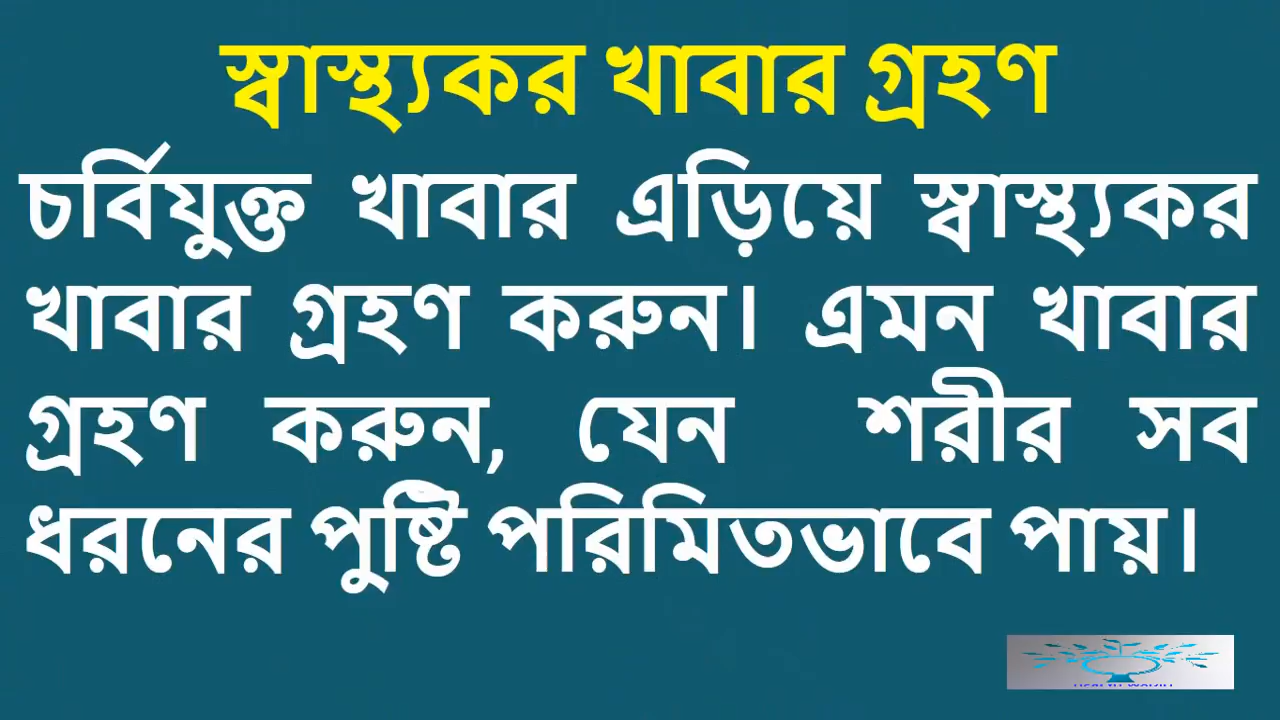 স্বাস্থ্যকর খাবার গ্রহণ
চর্বিযুক্ত খাবার এড়িয়ে স্বাস্থ্যকর
খাবার গ্রহণ করুন। এমন খাবার
গ্রহণ করুন, যেন শরীর সব
ধরনের পুষ্টি পরিমিতভাবে পায়।